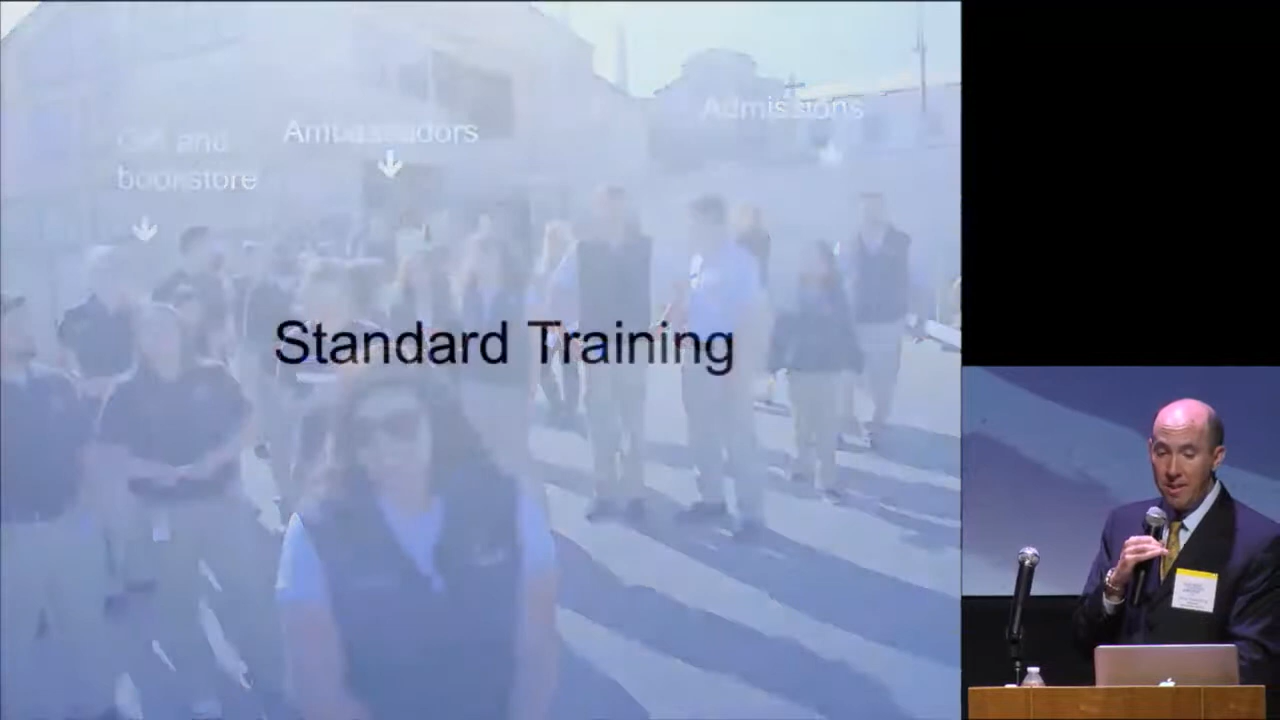 Gift and
bookstore
Ambassadors
Admissions
Standard Training